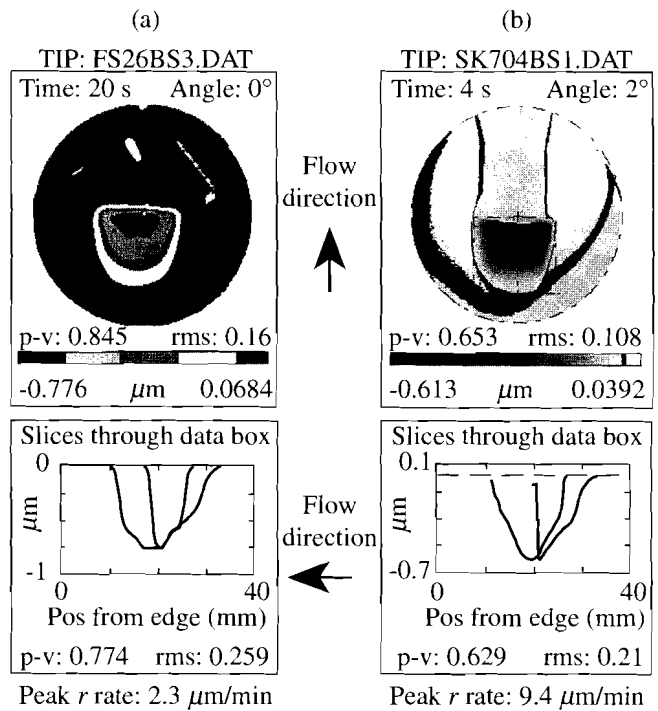 (a)
TIP: FS26BS3.DAT
Time: 20 s Angle: 0°
p-v: 0.845 rms: 0.16
-0.776 μm 0.0684
Slices through data box
0
μm
-1
0 40
Pos from edge (mm)
p-v: 0.774 rms: 0.259
Peak r rate: 2.3 μm/min
Flow
direction
Flow
direction
(b)
TIP: SK704BS1.DAT
Time: 4 s Angle: 2°
p-v: 0.653 rms: 0.108
-0.613 μm 0.0392
Slices through data box
0.1
μm
-0.7
0 40
Pos from edge (mm)
p-v: 0.629 rms: 0.21
Peak r rate: 9.4 μm/min